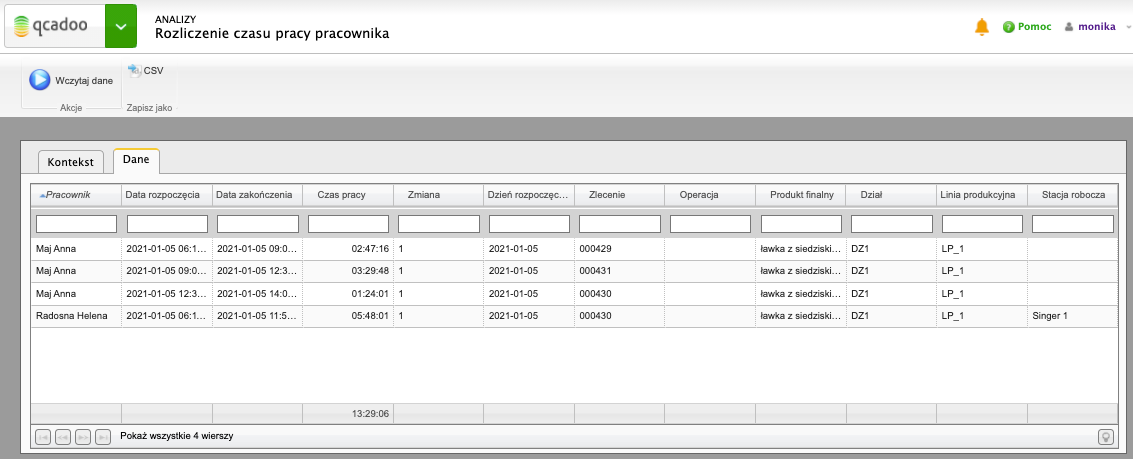 qcadoo
ANALIZY
Rozliczenie czasu pracy pracownika
Pomoc
monika
Wczytaj dane
CSV
Akcje
Zapisz jako
Kontekst
Dane
Pracownik Data rozpoczęcia Data zakończenia Czas pracy Zmiana Dzień rozpoczęc... Zlecenie Operacja Produkt finalny Dział Linia produkcyjna Stacja robocza
Maj Anna 2021-01-05 06:1... 2021-01-05 09:0... 02:47:16 1 2021-01-05 000429 ławka z siedziski... DZ1 LP_1
Maj Anna 2021-01-05 09:0... 2021-01-05 12:3... 03:29:48 1 2021-01-05 000431 ławka z siedziski... DZ1 LP_1
Maj Anna 2021-01-05 12:3... 2021-01-05 14:0... 01:24:01 1 2021-01-05 000430 ławka z siedziski... DZ1 LP_1
Radosna Helena 2021-01-05 06:1... 2021-01-05 11:5... 05:48:01 1 2021-01-05 000430 ławka z siedziski... DZ1 LP_1 Singer 1
13:29:06
Pokaż wszystkie 4 wierszy